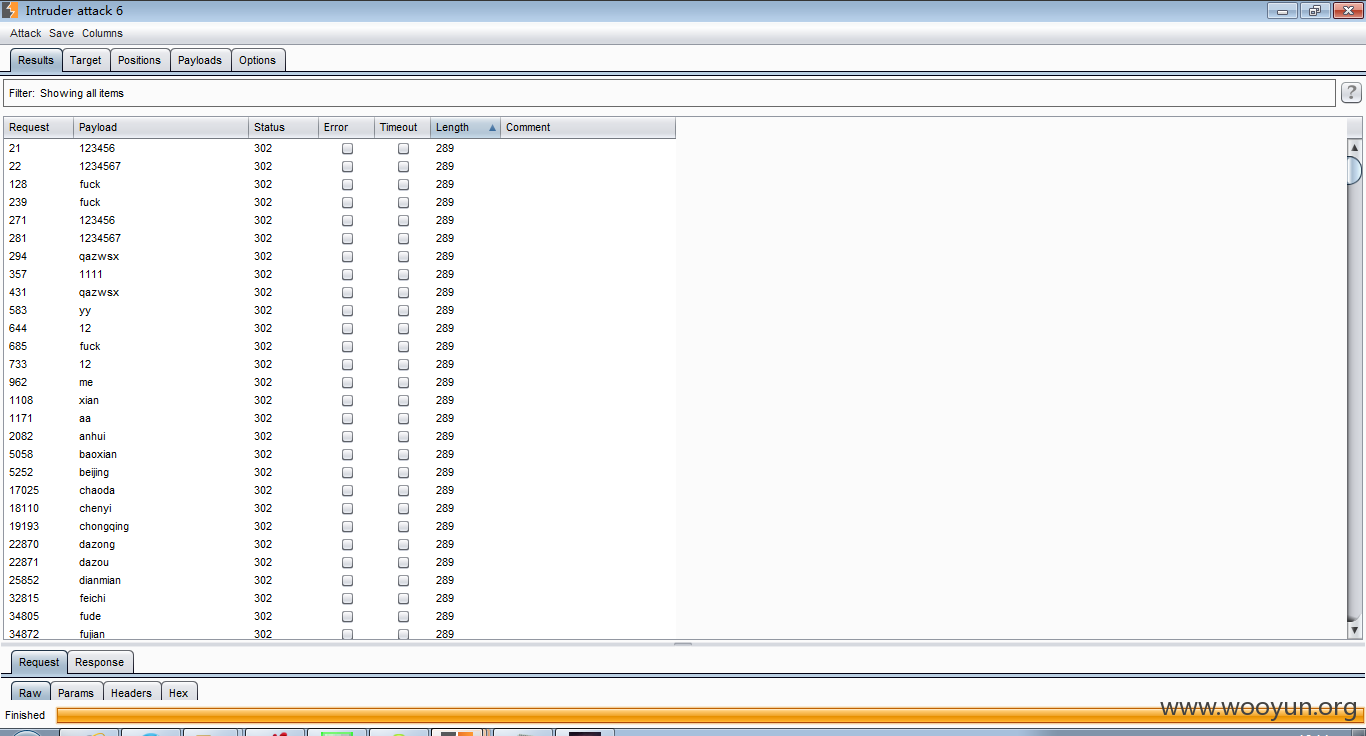 Intruder attack 6
Attack Save Columns
Results Target Positions Payloads Options
Filter: Showing all items ?
Request Payload Status Error Timeout Length Comment
21 123456 302 289
22 1234567 302 289
128 fuck 302 289
239 fuck 302 289
271 123456 302 289
281 1234567 302 289
294 qazwsx 302 289
357 1111 302 289
431 qazwsx 302 289
583 yy 302 289
644 12 302 289
685 fuck 302 289
733 12 302 289
962 me 302 289
1108 xian 302 289
1171 aa 302 289
2082 anhui 302 289
5058 baoxian 302 289
5252 beijing 302 289
17025 chaoda 302 289
18110 chenyi 302 289
19193 chongqing 302 289
22870 dazong 302 289
22871 dazou 302 289
25852 dianmian 302 289
32815 feichi 302 289
34805 fude 302 289
34872 fujian 302 289
Request Response
Raw Params Headers Hex
Finished
www.wooyun.org